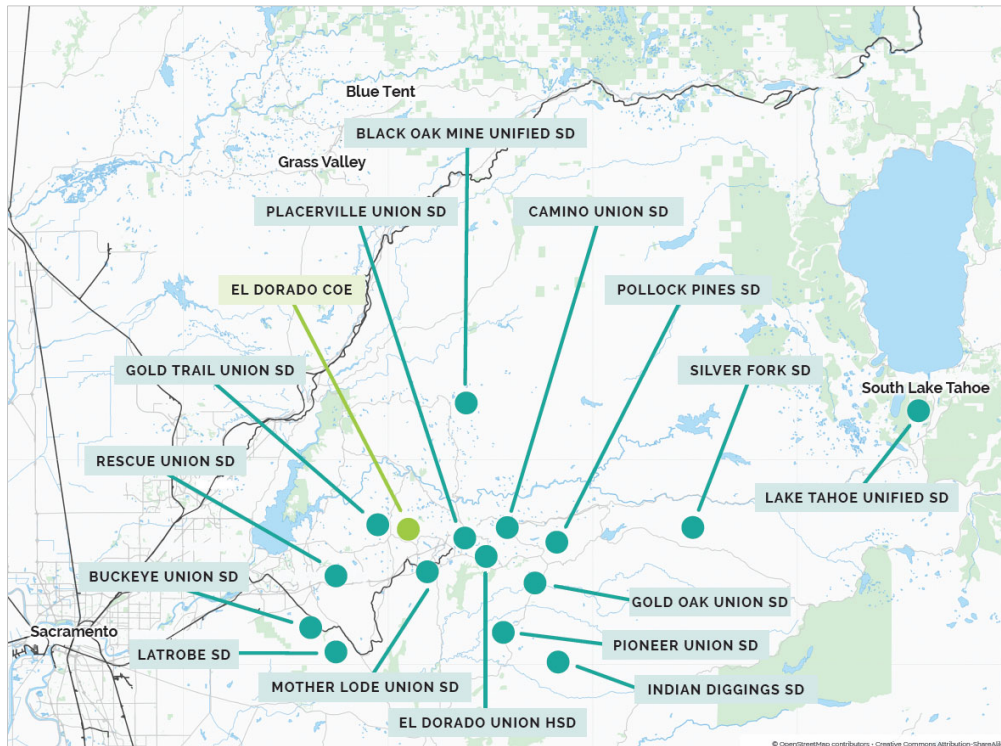 Blue Tent
BLACK OAK MINE UNIFIED SD
Grass Valley
PLACERVILLE UNION SD
CAMINO UNION SD
EL DORADO COE
POLLOCK PINES SD
GOLD TRAIL UNION SD
SILVER FORK SD
South Lake Tahoe
RESCUE UNION SD
LAKE TAHOE UNIFIED SD
BUCKEYE UNION SD
GOLD OAK UNION SD
Sacramento
PIONEER UNION SD
LATROBE SD
MOTHER LODE UNION SD
INDIAN DIGGINGS SD
EL DORADO UNION HSD
© OpenStreetMap contributors • Creative Commons Attribution-ShareAli